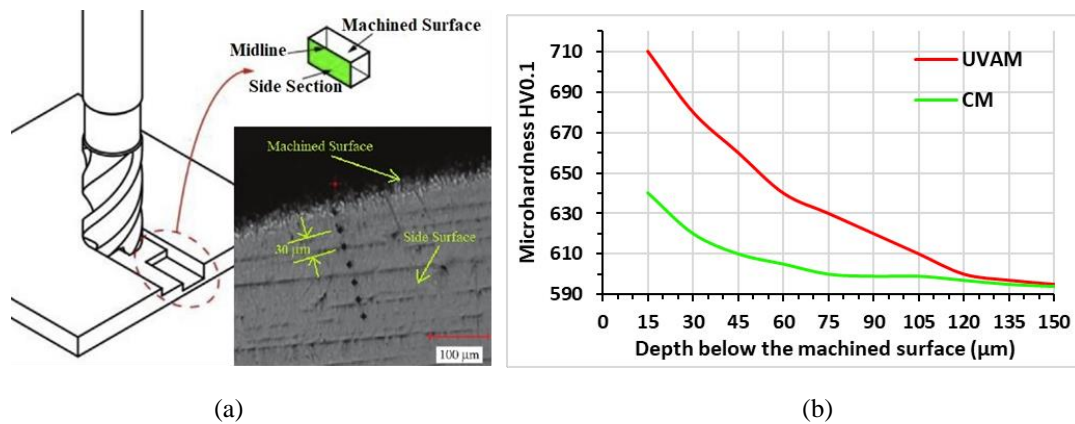 Machined Surface
Midline
Side Section
Machined Surface
30 μm
Side Surface
100 μm
(a)
Microhardness HV0.1
710
690
670
650
630
610
590
UVAM
CM
0 15 30 45 60 75 90 105 120 135 150
Depth below the machined surface (μm)
(b)